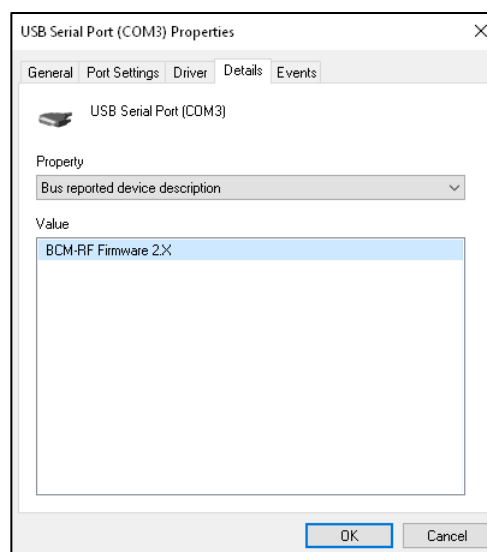 USB Serial Port (COM3) Properties
General Port Settings Driver Details Events
USB Serial Port (COM3)
Property
Bus reported device description
Value
BCM-RF Firmware 2.X
OK Cancel